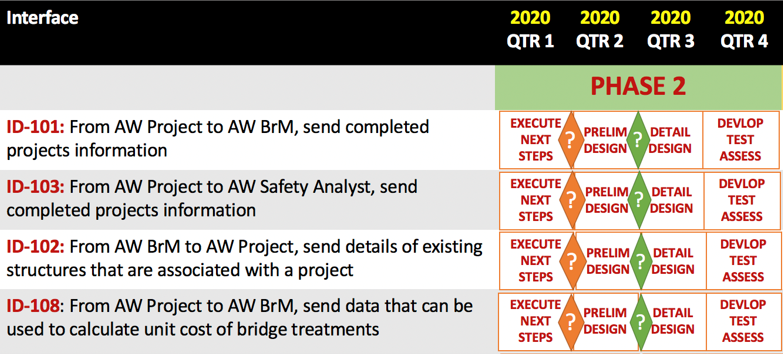 Interface
2020 2020 2020 2020
QTR 1 QTR 2 QTR 3 QTR 4
PHASE 2
ID-101: From AW Project to AW BrM, send completed
projects information
EXECUTE
NEXT
STEPS
?
PRELIM
DESIGN
?
DETAIL
DESIGN
DEVLOP
TEST
ASSESS
ID-103: From AW Project to AW Safety Analyst, send
completed projects information
EXECUTE
NEXT
STEPS
?
PRELIM
DESIGN
?
DETAIL
DESIGN
DEVLOP
TEST
ASSESS
ID-102: From AW BrM to AW Project, send details of existing
structures that are associated with a project
EXECUTE
NEXT
STEPS
?
PRELIM
DESIGN
?
DETAIL
DESIGN
DEVLOP
TEST
ASSESS
ID-108: From AW Project to AW BrM, send data that can be
used to calculate unit cost of bridge treatments
EXECUTE
NEXT
STEPS
?
PRELIM
DESIGN
?
DETAIL
DESIGN
DEVLOP
TEST
ASSESS